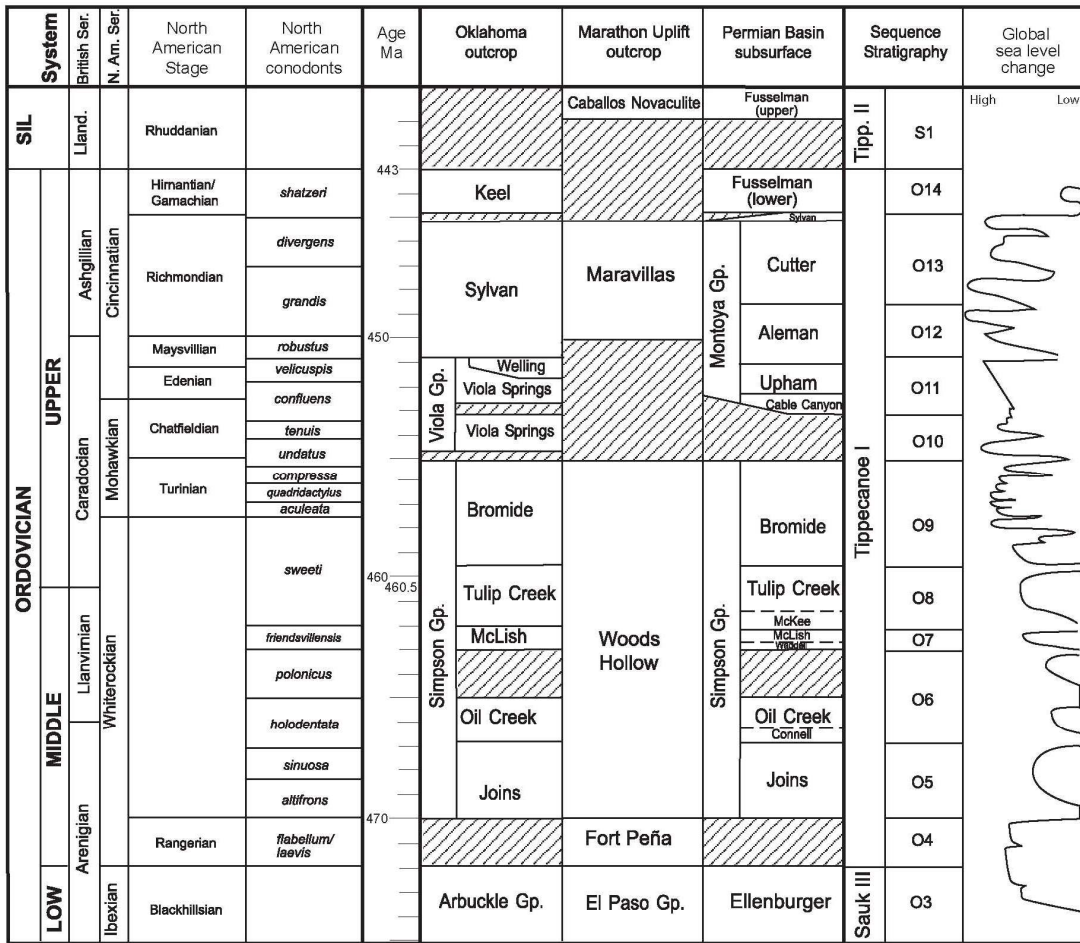 System
British Ser.
N. Am. Ser.
North
American
Stage
North
American
conodonts
Age
Ma
Oklahoma
outcrop
Marathon Uplift
outcrop
Permian Basin
subsurface
Sequence
Stratigraphy
Global
sea level
change
SIL
Lland.
Rhuddanian
Caballos Novaculite
Fusselman
(upper)
Tipp. II
S1
High
Low
443
ORDOVICIAN
UPPER
Ashgillian
Cincinnatian
Hirnantian/
Gamachian
shatzeri
Keel
Fusselman
(lower)
O14
Sylvan
Richmondian
divergens
grandis
Sylvan
Maravillas
Montoya Gp.
Cutter
O13
Aleman
O12
450
Caradocian
Maysvillian
robustus
velicuspis
Edenian
confluens
Viola Gp.
Welling
Viola Springs
Viola Springs
Upham
Cable Canyon
O11
Mohawkian
Chatfieldian
tenuis
undatus
O10
Turinian
compressa
quadridactylus
aculeata
Simpson Gp.
Bromide
Woods
Hollow
Simpson Gp.
Bromide
Tippecanoe I
O9
460
460.5
MIDDLE
Llanvirnian
Whiterockian
sweeti
Tulip Creek
Tulip Creek
McKee
O8
friendsvillensis
McLish
McLish
Waddell
O7
polonicus
O6
holodentata
Oil Creek
Oil Creek
Connell
Arenigian
sinuosa
altifrons
Joins
Joins
O5
470
Rangerian
flabellum/
laevis
Fort Peña
O4
LOW
Ibexian
Blackhillsian
Arbuckle Gp.
El Paso Gp.
Ellenburger
Sauk III
O3